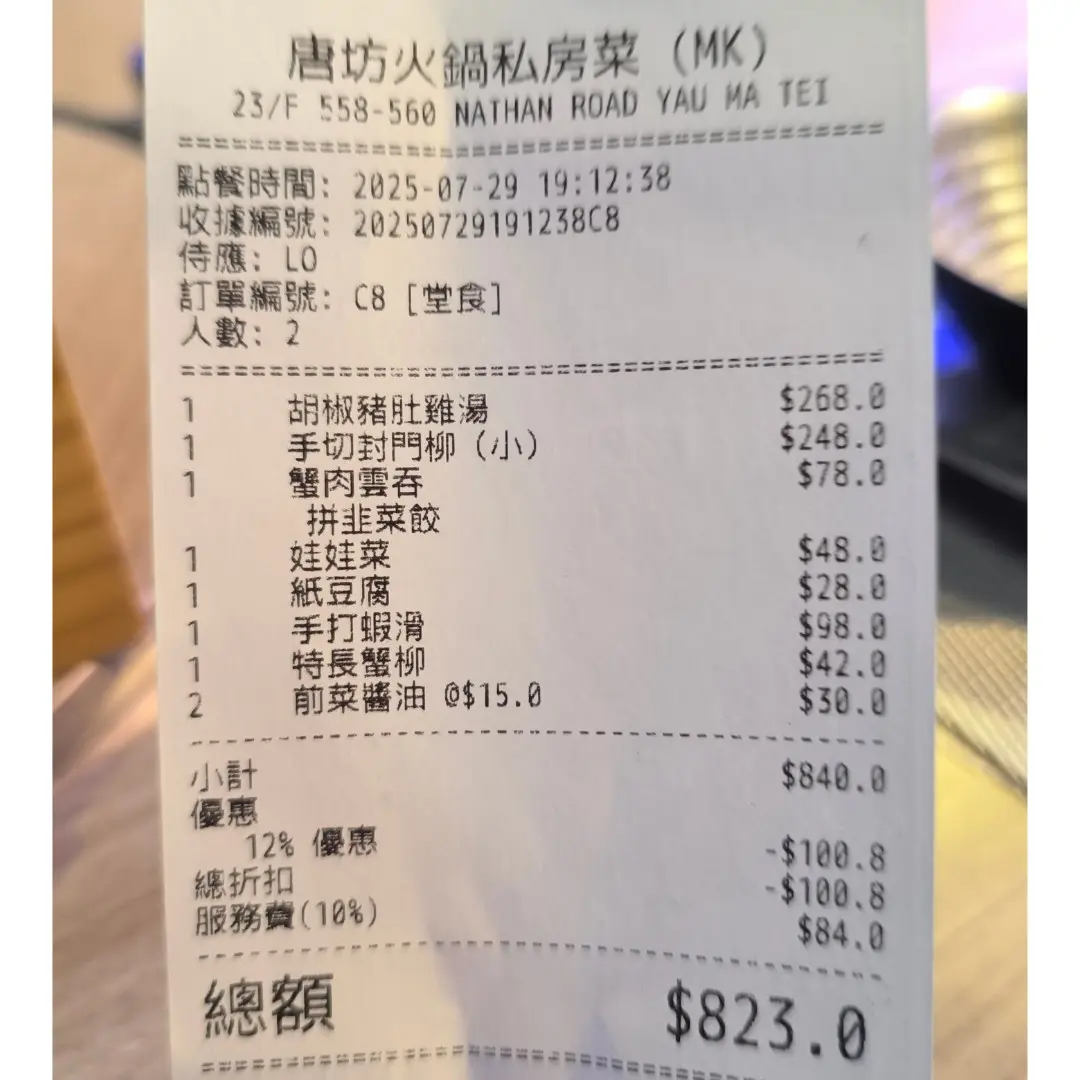 唐坊火鍋私房菜 (MK)
23/F 558-560 NATHAN ROAD YAU MA TEI
點餐時間: 2025-07-29 19:12:38
收據編號: 20250729191238C8
侍應: LO
訂單編號: C8 [堂食]
人數: 2
1 胡椒豬肚雞湯 $268.0
1 手切封門柳 (小) $248.0
1 蟹肉雲吞 $78.0
拼韭菜餃
1 娃娃菜 $48.0
1 紙豆腐 $28.0
1 手打蝦滑 $98.0
1 特長蟹柳 $42.0
2 前菜醬油 @$15.0 $30.0
小計 $840.0
優惠
12% 優惠 -$100.8
總折扣 -$100.8
服務費(10%) $84.0
總額 $823.0